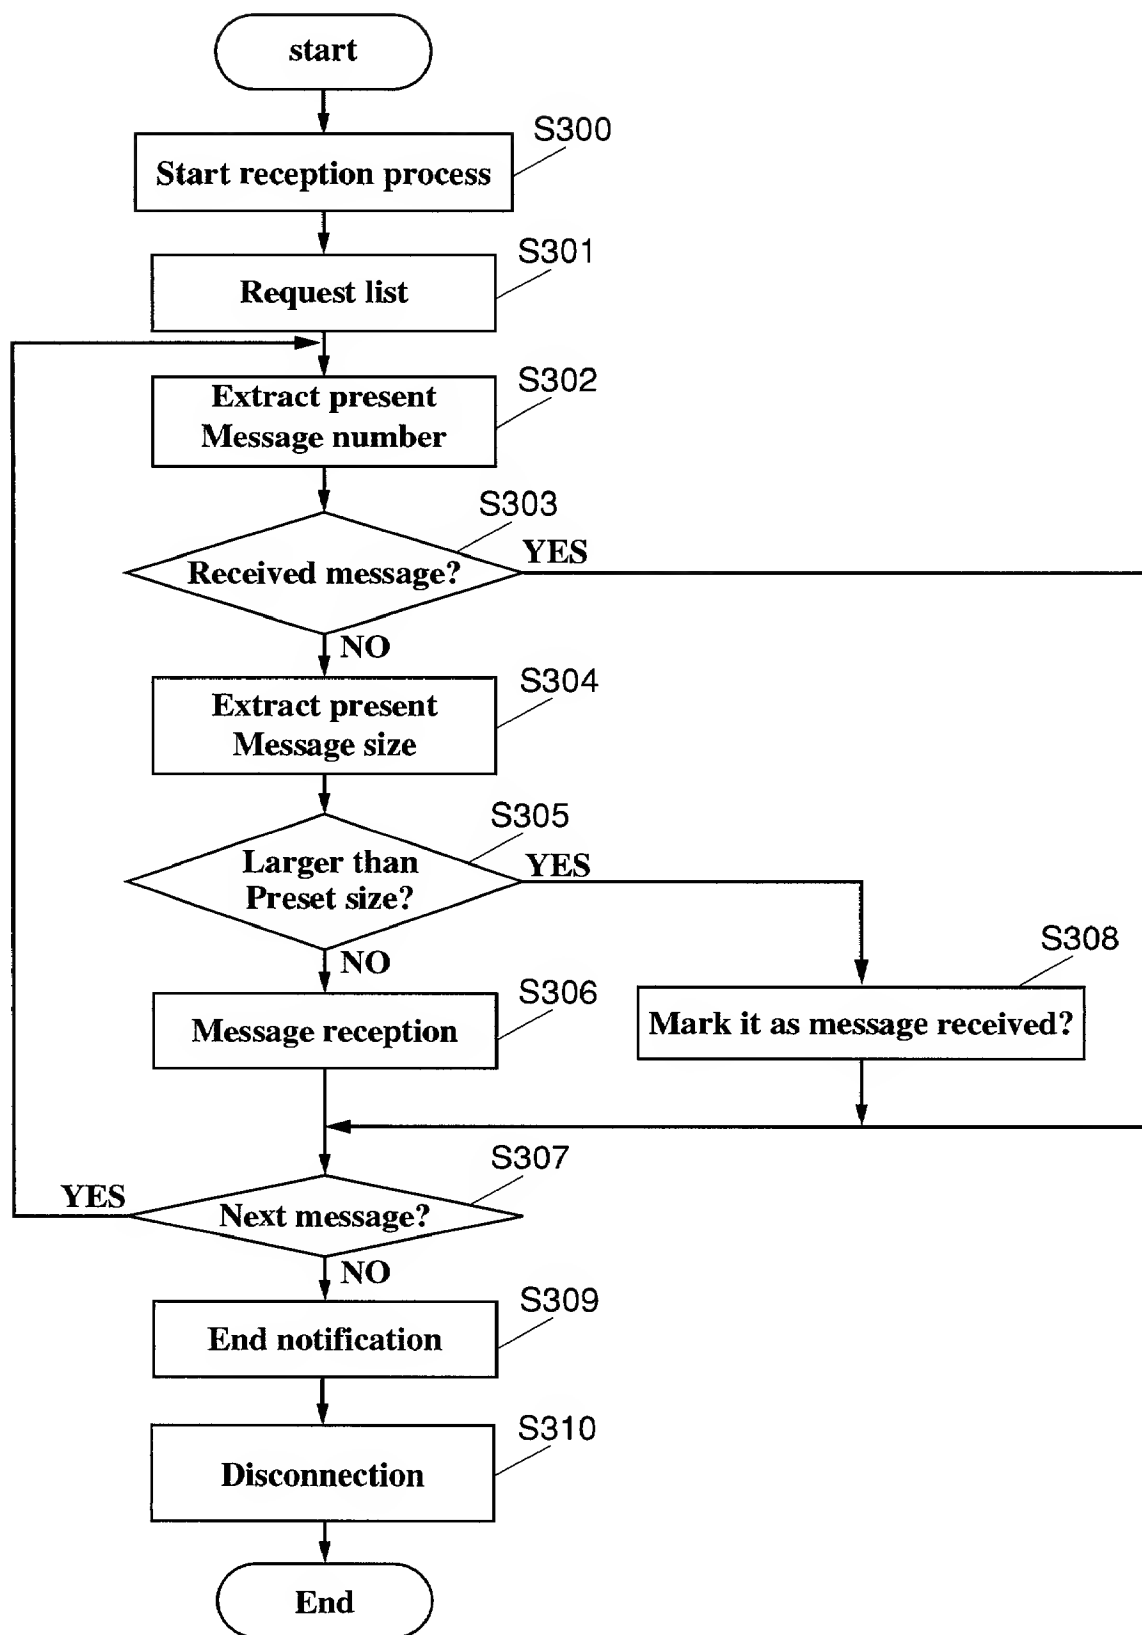 start
S300
Start reception process
S301
Request list
S302
Extract present
Message number
S303
Received message?
YES
NO
S304
Extract present
Message size
S305
Larger than
Preset size?
YES
NO
S306
Message reception
S308
Mark it as message received?
S307
Next message?
YES
NO
S309
End notification
S310
Disconnection
End